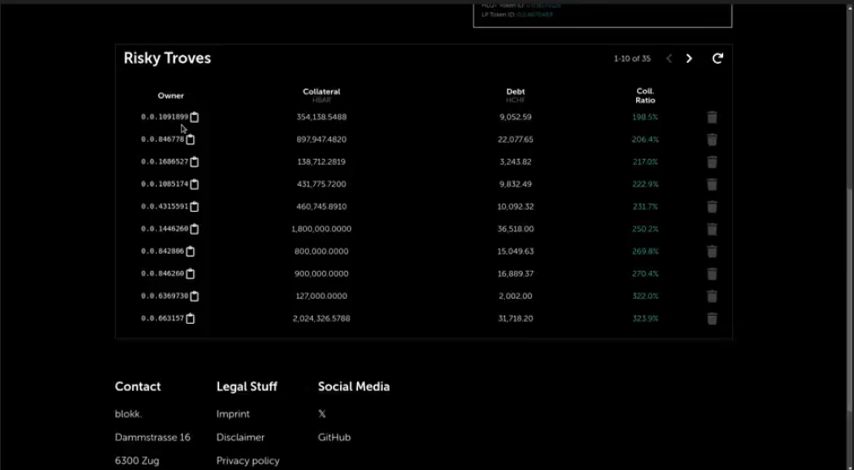 LP Token ID:
Risky Troves
1-10 of 35
Owner Collateral HBAR Debt HCHF Coll. Ratio
0.0.1091899 354,138.5488 9,052.59 198.5%
0.0.846778 897,947.4820 22,077.65 206.4%
0.0.1686527 138,712.2819 3,243.82 217.0%
0.0.1085174 431,775.7200 9,832.49 222.9%
0.0.4315591 460,745.8910 10,092.32 231.7%
0.0.1446260 1,800,000.0000 36,518.00 250.2%
0.0.842806 800,000.0000 15,049.63 269.8%
0.0.846260 900,000.0000 16,889.37 270.4%
0.0.6369730 127,000.0000 2,002.00 322.0%
0.0.663157 2,024,326.5788 31,718.20 323.9%
Contact Legal Stuff Social Media
blokk. Imprint 𝕏
Dammstrasse 16 Disclaimer GitHub
6300 Zug Privacy policy